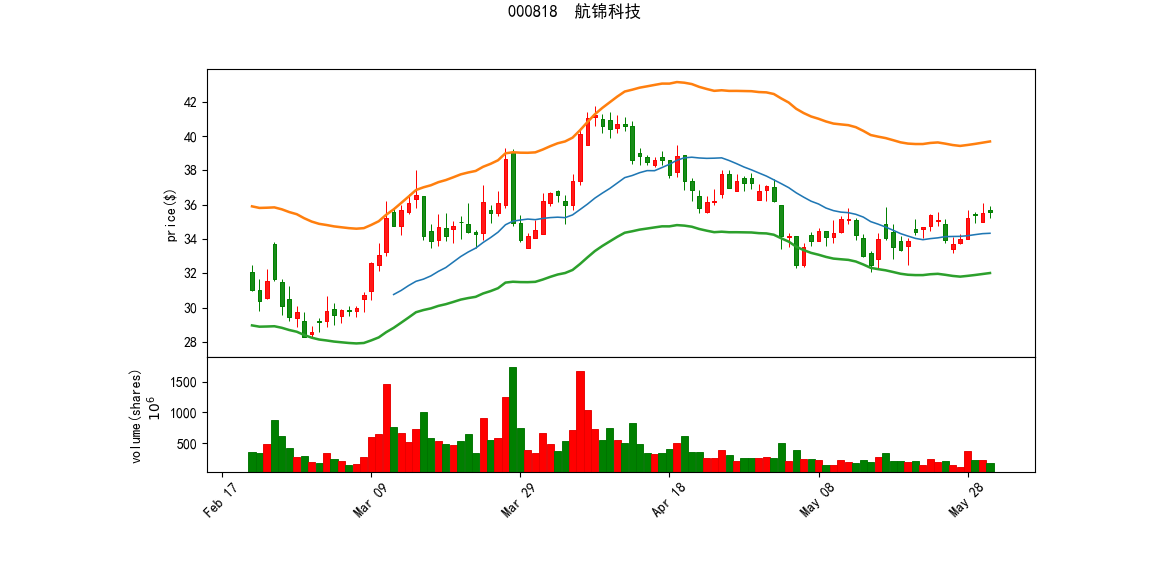 000818 航锦科技
price($)
42
40
38
36
34
32
30
28
volume(shares)
10^6
1500
1000
500
Feb 17
Mar 09
Mar 29
Apr 18
May 08
May 28